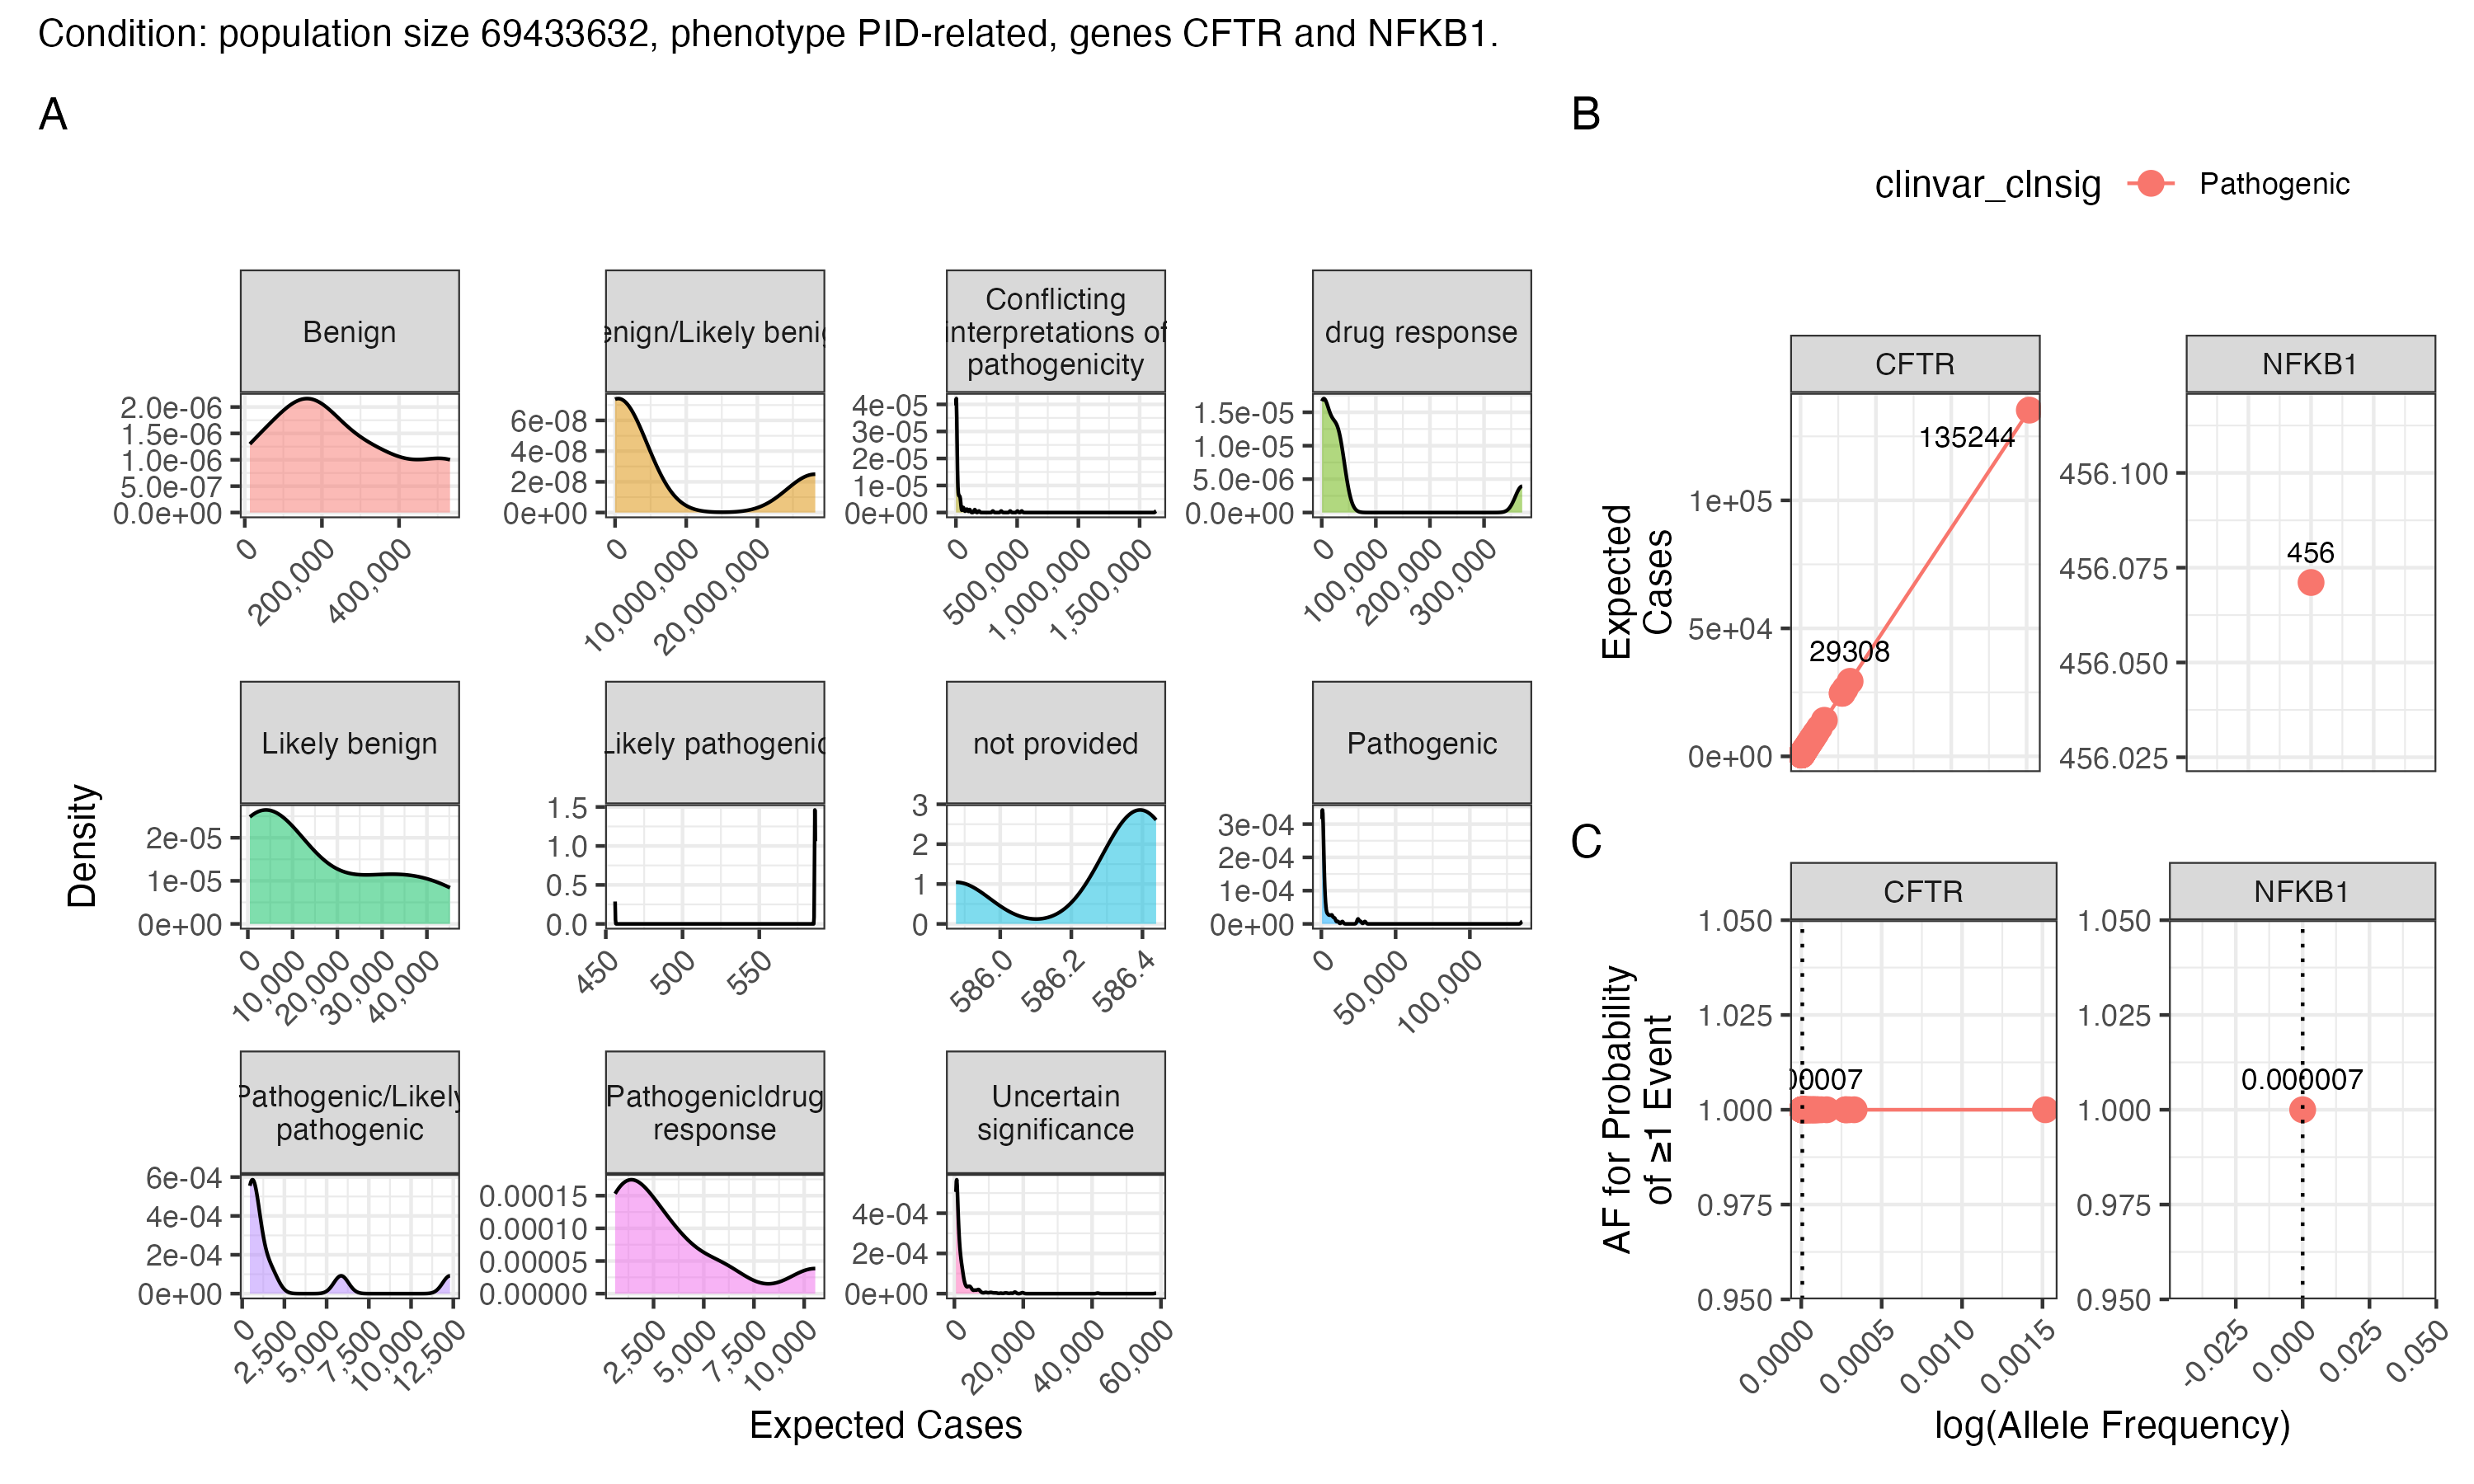 Condition: population size 69433632, phenotype PID-related, genes CFTR and NFKB1.
A
Density
Benign
2.0e-06
1.5e-06
1.0e-06
5.0e-07
0.0e+00
0
200,000
400,000
enign/Likely benig
6e-08
4e-08
2e-08
0e+00
0
10,000,000
20,000,000
Conflicting
interpretations of
pathogenicity
4e-05
3e-05
2e-05
1e-05
0e+00
0
500,000
1,000,000
1,500,000
drug response
1.5e-05
1.0e-05
5.0e-06
0.0e+00
0
100,000
200,000
300,000
Likely benign
2e-05
1e-05
0e+00
0
10,000
20,000
30,000
40,000
Likely pathogenic
1.5
1.0
0.5
0.0
450
500
550
not provided
3
2
1
0
586.0
586.2
586.4
Pathogenic
3e-04
2e-04
1e-04
0e+00
0
50,000
100,000
Pathogenic/Likely
pathogenic
6e-04
4e-04
2e-04
0e+00
0
2,500
5,000
7,500
10,000
12,500
Pathogenic|drug
response
0.00015
0.00010
0.00005
0.00000
2,500
5,000
7,500
10,000
Uncertain
significance
4e-04
2e-04
0e+00
0
20,000
40,000
60,000
Expected Cases
B
clinvar_clnsig
Pathogenic
Expected
Cases
CFTR
1e+05
5e+04
0e+00
135244
29308
NFKB1
456.100
456.075
456.050
456.025
456
C
AF for Probability
of ≥1 Event
CFTR
1.050
1.025
1.000
0.975
0.950
00007
0.0000
0.0005
0.0010
0.0015
NFKB1
1.050
1.025
1.000
0.975
0.950
0.000007
-0.025
0.000
0.025
0.050
log(Allele Frequency)